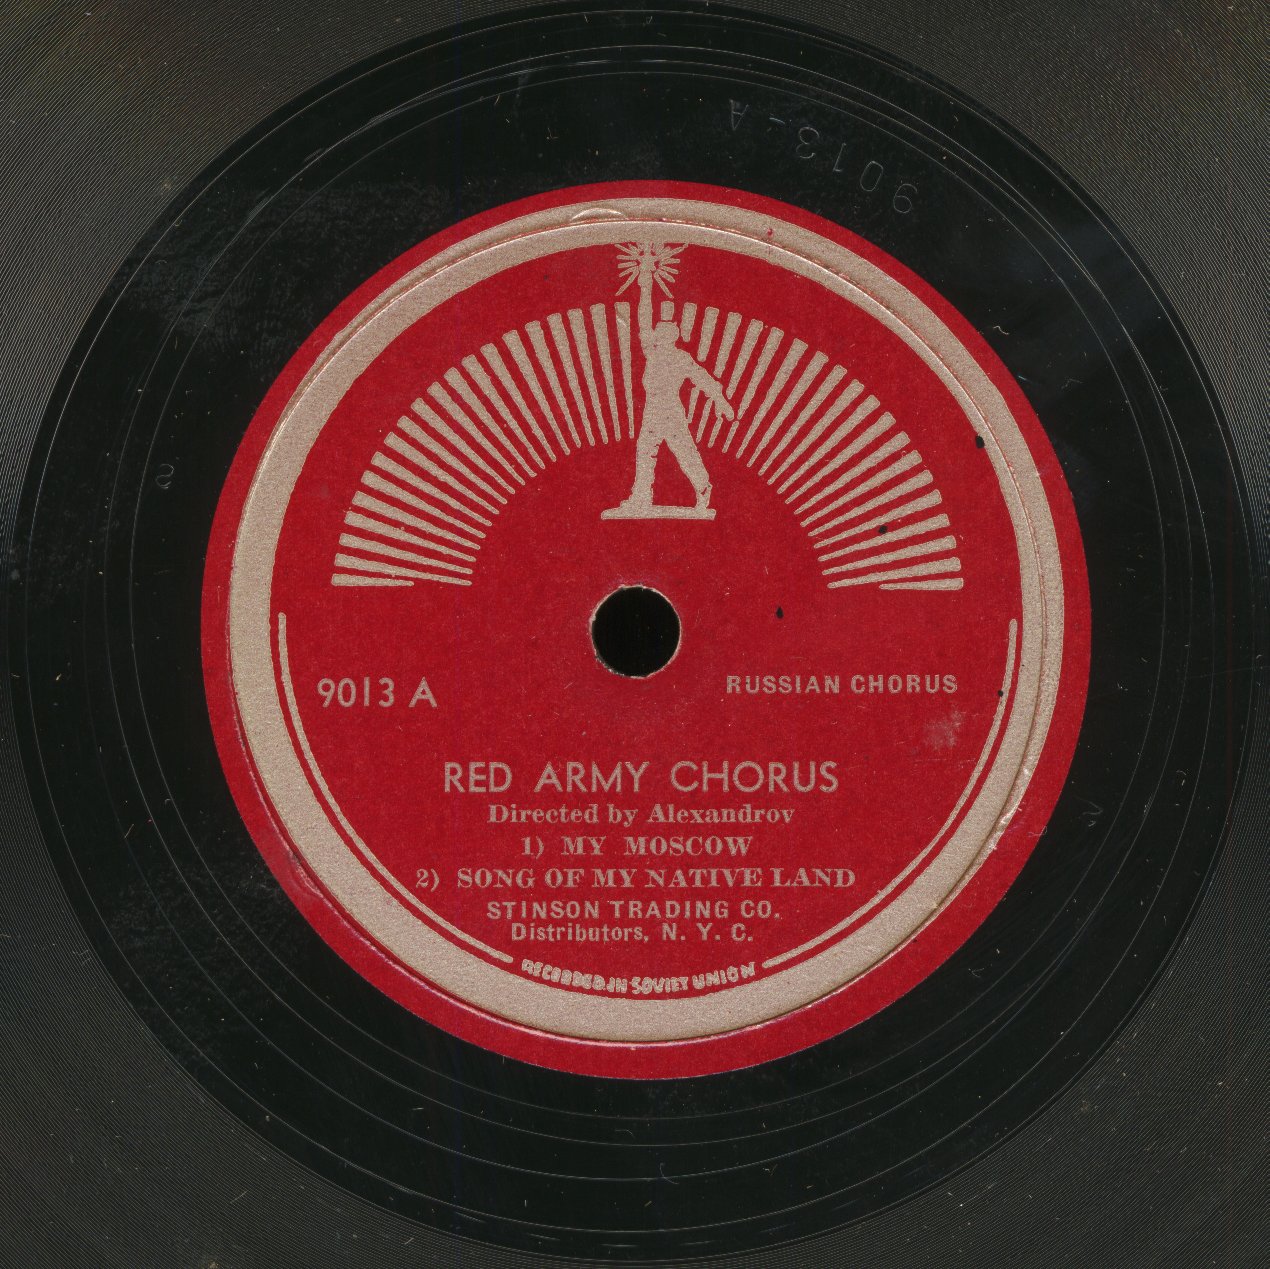 9013-A
9013 A
RUSSIAN CHORUS
RED ARMY CHORUS
Directed by Alexandrov
1) MY MOSCOW
2) SONG OF MY NATIVE LAND
STINSON TRADING CO.
Distributors, N. Y. C.
RECORDED IN SOVIET UNION